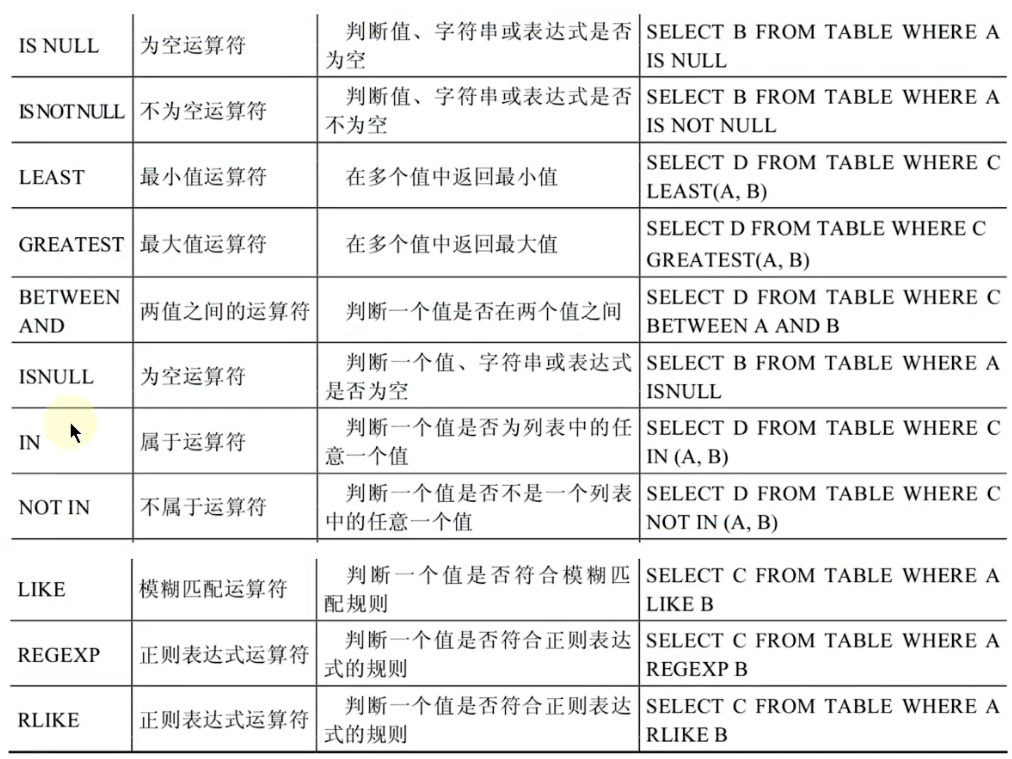 IS NULL 为空运算符 判断值、字符串或表达式是否 SELECT B FROM TABLE WHERE A
为空 IS NULL
IS NOT NULL 不为空运算符 判断值、字符串或表达式是否 SELECT B FROM TABLE WHERE A
不为空 IS NOT NULL
LEAST 最小值运算符 在多个值中返回最小值 SELECT D FROM TABLE WHERE C
LEAST(A, B)
GREATEST 最大值运算符 在多个值中返回最大值 SELECT D FROM TABLE WHERE C
GREATEST(A, B)
BETWEEN 两值之间的运算符 判断一个值是否在两个值之间 SELECT D FROM TABLE WHERE C
AND BETWEEN A AND B
ISNULL 为空运算符 判断一个值、字符串或表达式 SELECT B FROM TABLE WHERE A
是否为空 ISNULL
IN 属于运算符 判断一个值是否为列表中的任 SELECT D FROM TABLE WHERE C
意一个值 IN (A, B)
NOT IN 不属于运算符 判断一个值是否不是一个列表 SELECT D FROM TABLE WHERE C
中的任意一个值 NOT IN (A, B)
LIKE 模糊匹配运算符 判断一个值是否符合模糊匹 SELECT C FROM TABLE WHERE A
配规则 LIKE B
REGEXP 正则表达式运算符 判断一个值是否符合正则表达 SELECT C FROM TABLE WHERE A
式的规则 REGEXP B
RLIKE 正则表达式运算符 判断一个值是否符合正则表达 SELECT C FROM TABLE WHERE A
式的规则 RLIKE B